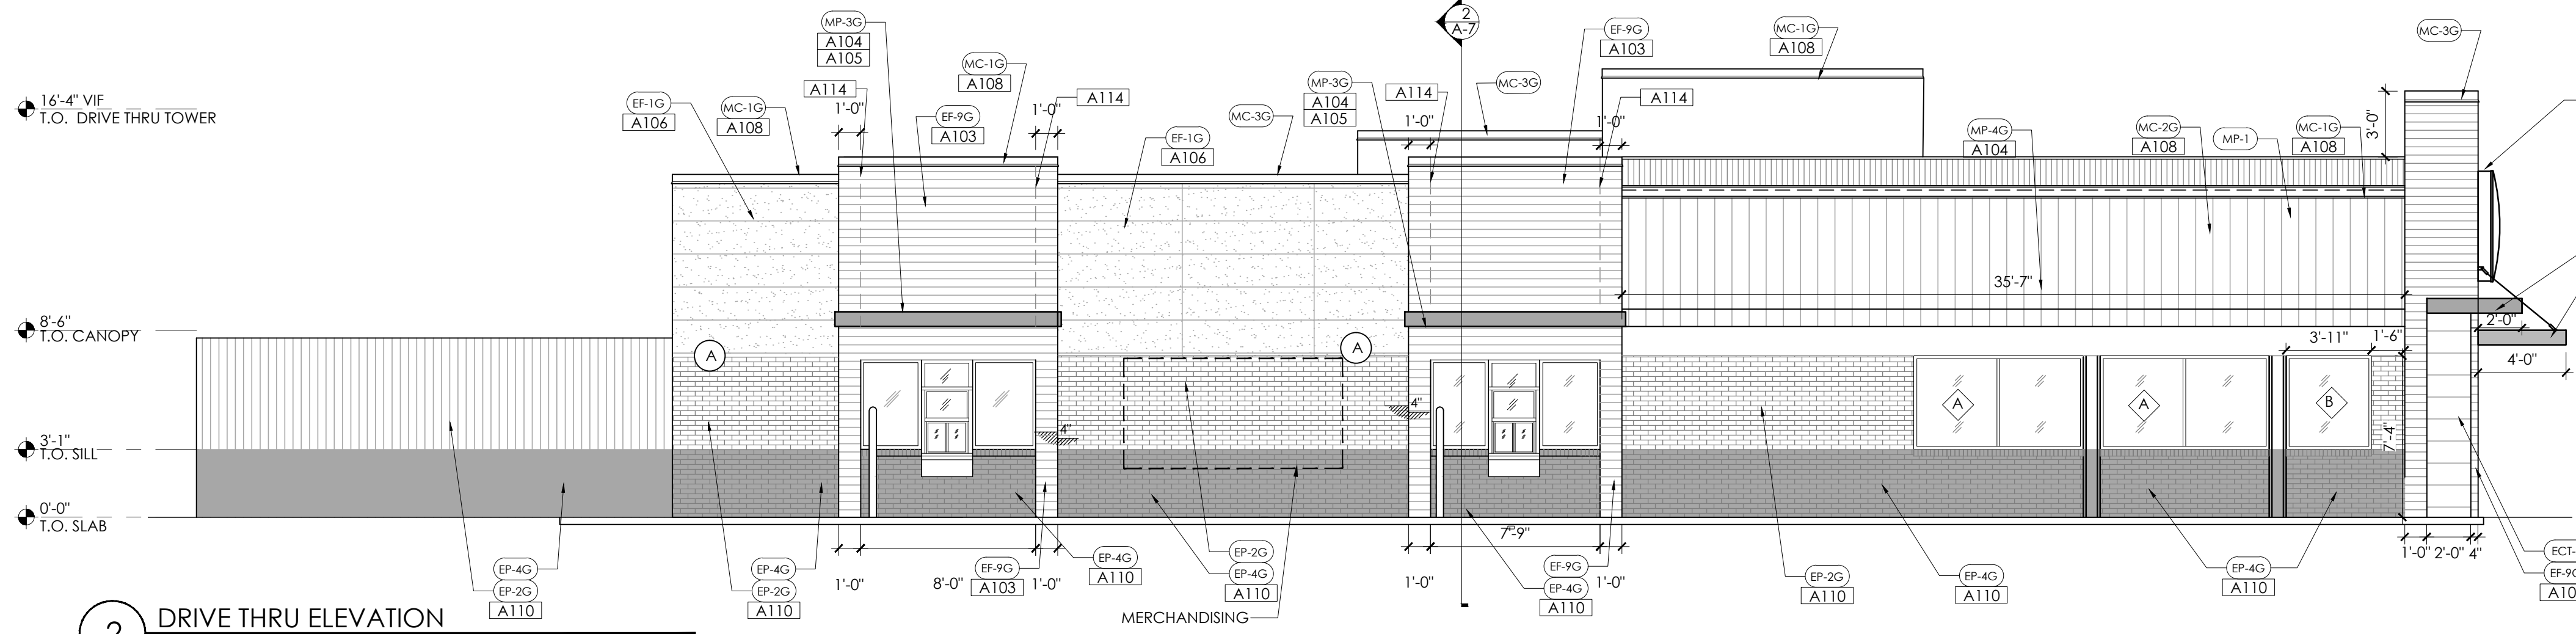 2
A-7
MP-3G
A104
A105
MC-1G
A108
EF-9G
A103
MC-1G
A108
MC-3G
16'-4" VIF
T.O. DRIVE THRU TOWER
EF-1G
A106
MC-1G
A108
A114
1'-0"
EF-9G
A103
1'-0"
A114
EF-1G
A106
MC-3G
MP-3G
A104
A105
A114
1'-0"
MC-3G
1'-0"
A114
MP-4G
A104
MC-2G
A108
MP-1
MC-1G
A108
3'-0"
35'-7"
8'-6"
T.O. CANOPY
A
A
3'-11"
1'-6"
2'-0"
4'-0"
A
A
B
7'-4"
4"
4"
3'-1"
T.O. SILL
0'-0"
T.O. SLAB
EP-4G
EP-2G
A110
EP-4G
EP-2G
A110
1'-0"
8'-0"
EF-9G
A103
1'-0"
EP-4G
A110
EP-2G
EP-4G
A110
MERCHANDISING
1'-0"
7'-9"
EF-9G
EP-4G
A110
1'-0"
EP-2G
A110
EP-4G
A110
EP-4G
A110
1'-0"
2'-0"
4"
ECT-
EF-9G
A10
2
DRIVE THRU ELEVATION